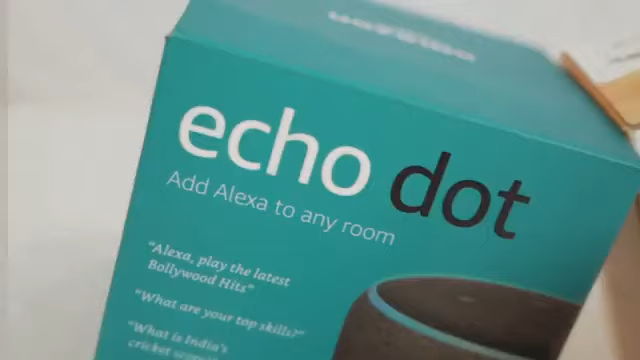 echo dot
Add Alexa to any room
"Alexa, play the latest
Bollywood Hits"
"What are your top skills?"
"What is India's
cricket